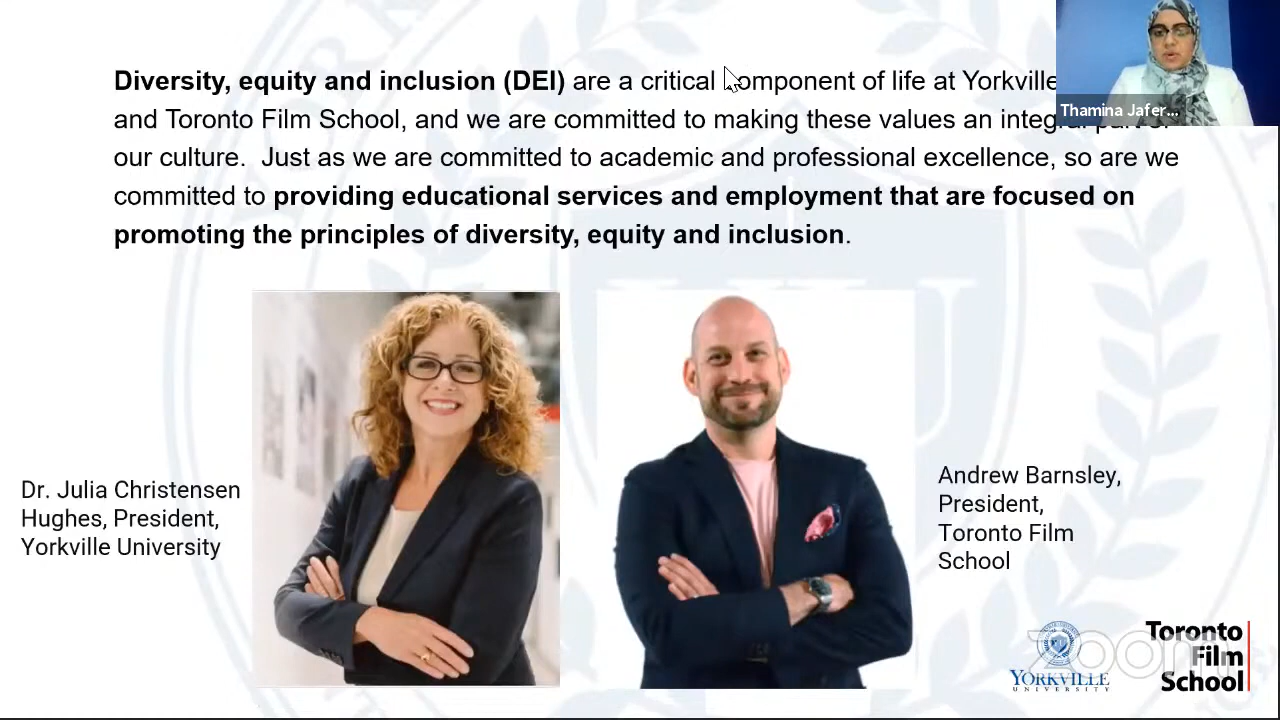 Diversity, equity and inclusion (DEI) are a critical component of life at Yorkville
and Toronto Film School, and we are committed to making these values an integral part of
our culture. Just as we are committed to academic and professional excellence, so are we
committed to providing educational services and employment that are focused on
promoting the principles of diversity, equity and inclusion.
Thamina Jafer...
Dr. Julia Christensen
Hughes, President,
Yorkville University
Andrew Barnsley,
President,
Toronto Film
School
YORKVILLE
UNIVERSITY
zoom
Toronto
Film
School